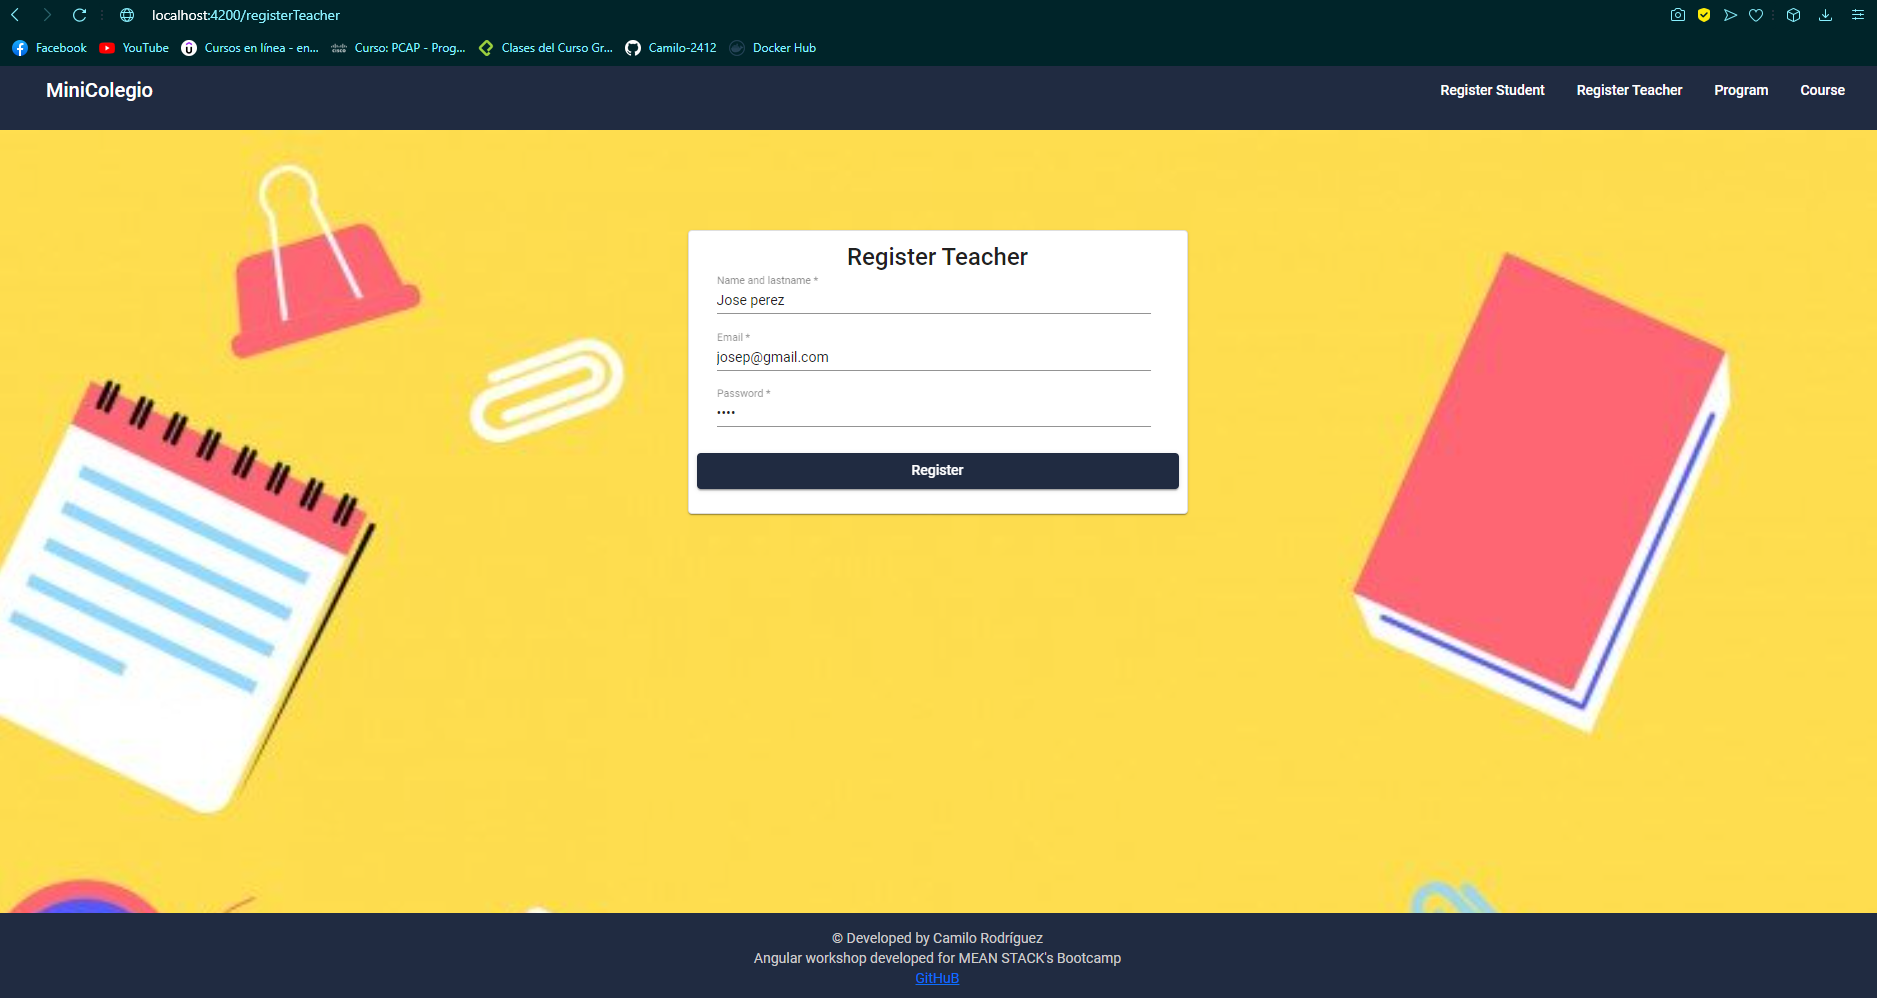 localhost:4200/registerTeacher
Facebook YouTube Cursos en línea - en... Curso: PCAP - Prog... Clases del Curso Gr... Camilo-2412 Docker Hub
MiniColegio Register Student Register Teacher Program Course
Register Teacher
Name and lastname *
Jose perez
Email *
josep@gmail.com
Password *
••••
Register
© Developed by Camilo Rodríguez
Angular workshop developed for MEAN STACK's Bootcamp
GitHuB